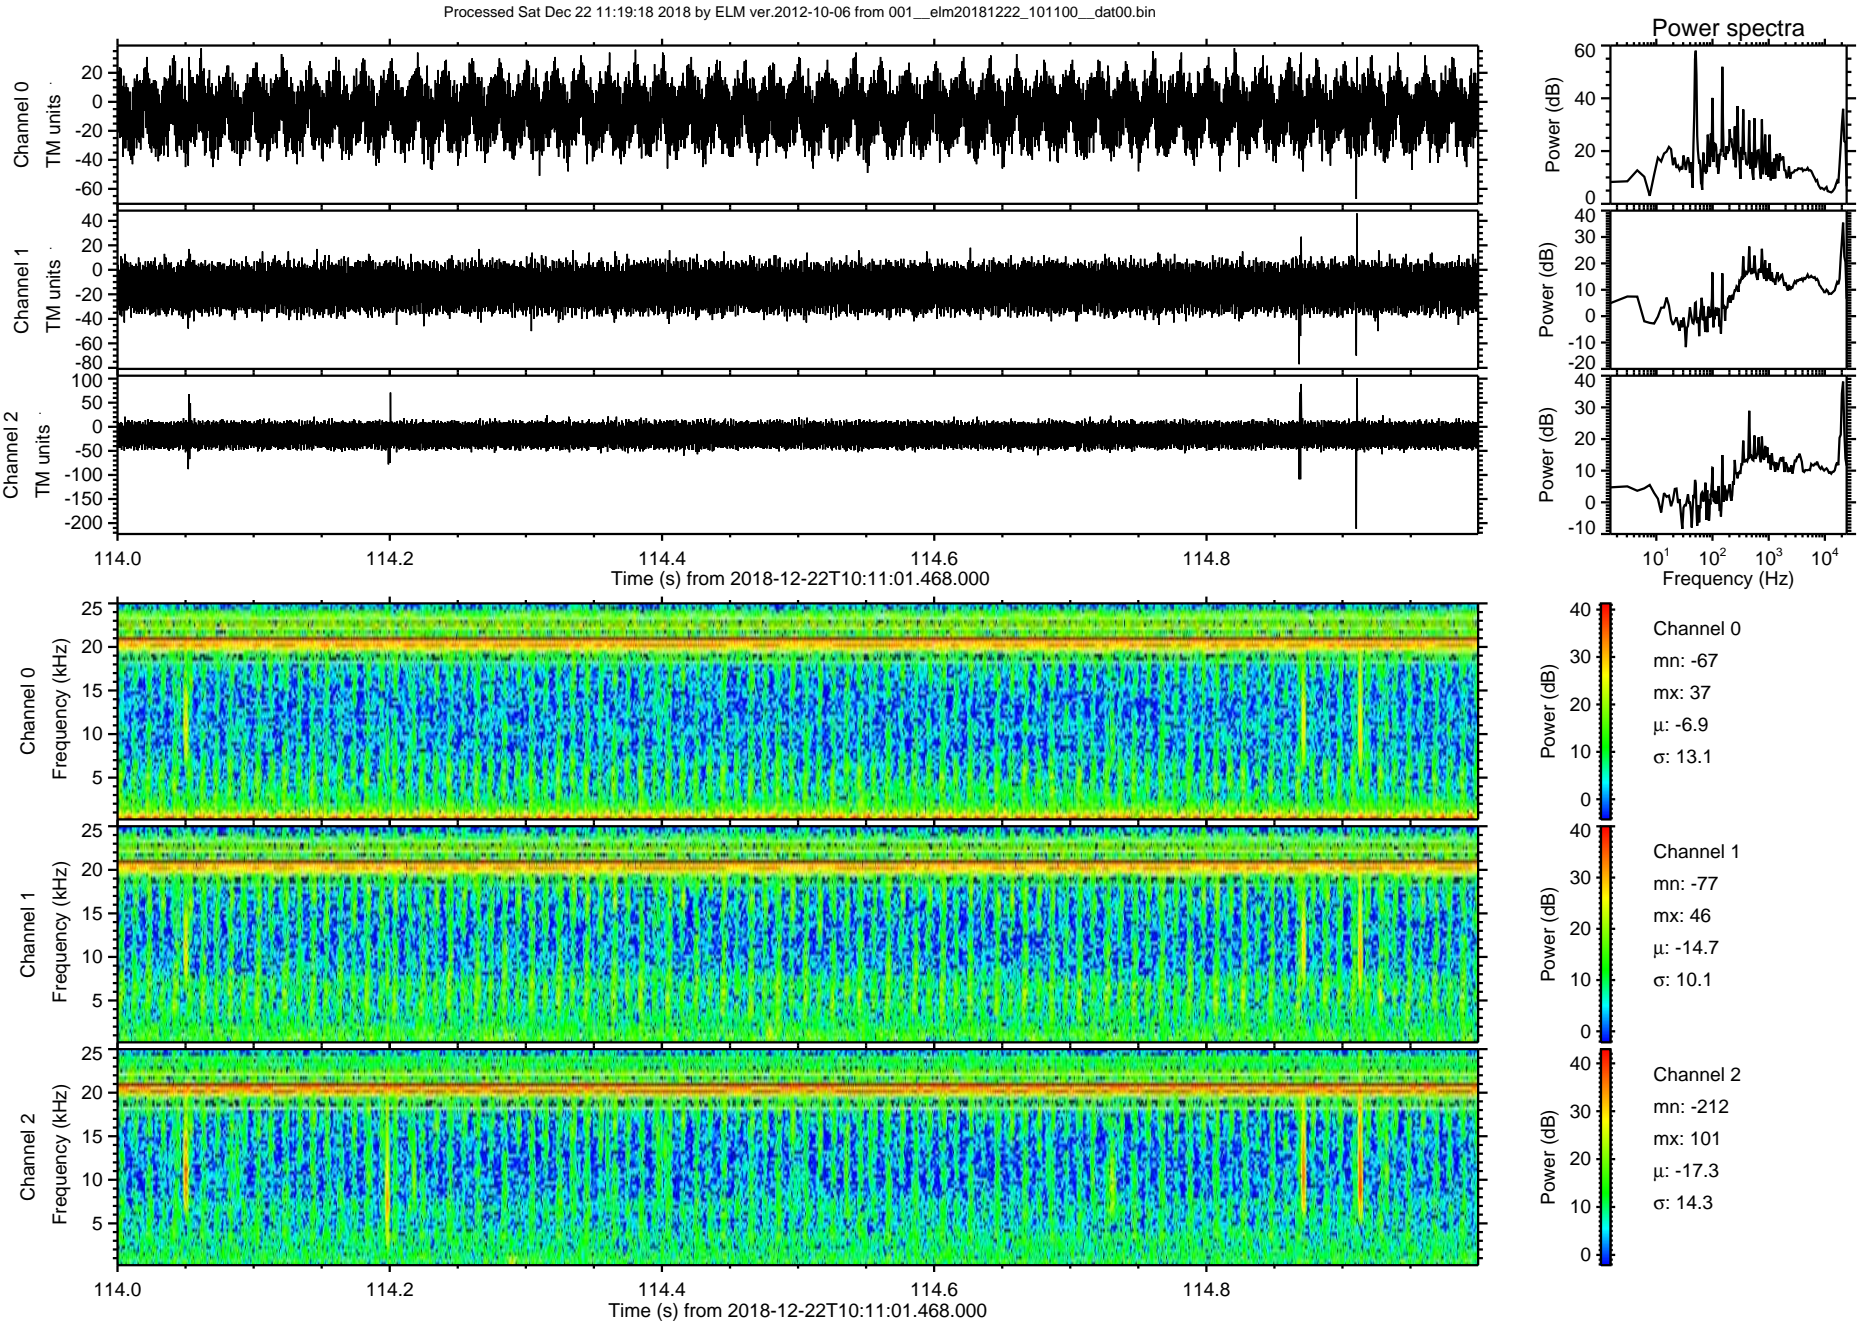 Processed Sat Dec 22 11:19:18 2018 by ELM ver.2012-10-06 from 001__elm20181222_101100__dat00.bin
Power spectra
Channel 0
TM units
20
0
-20
-40
-60
Power (dB)
60
40
20
0
Channel 1
TM units
40
20
0
-20
-40
-60
-80
Power (dB)
40
30
20
10
0
-10
-20
Channel 2
TM units
100
50
0
-50
-100
-150
-200
Power (dB)
40
30
20
10
0
-10
114.0 114.2 114.4 114.6 114.8
Time (s) from 2018-12-22T10:11:01.468.000
10¹ 10² 10³ 10⁴
Frequency (Hz)
Channel 0
Frequency (kHz)
25
20
15
10
5
Power (dB)
40
30
20
10
0
Channel 0
mn: -67
mx: 37
μ: -6.9
σ: 13.1
Channel 1
Frequency (kHz)
25
20
15
10
5
Power (dB)
40
30
20
10
0
Channel 1
mn: -77
mx: 46
μ: -14.7
σ: 10.1
Channel 2
Frequency (kHz)
25
20
15
10
5
Power (dB)
40
30
20
10
0
Channel 2
mn: -212
mx: 101
μ: -17.3
σ: 14.3
114.0 114.2 114.4 114.6 114.8
Time (s) from 2018-12-22T10:11:01.468.000